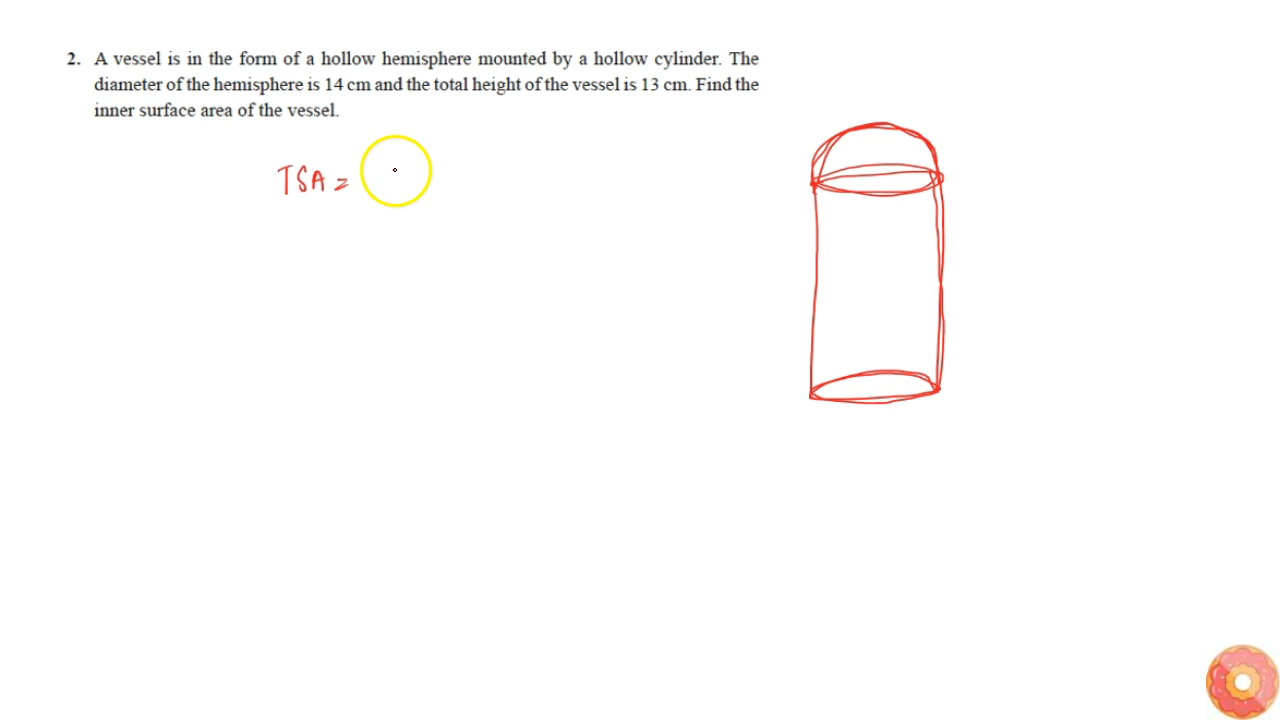 2. A vessel is in the form of a hollow hemisphere mounted by a hollow cylinder. The
diameter of the hemisphere is 14 cm and the total height of the vessel is 13 cm. Find the
inner surface area of the vessel.
TSA =